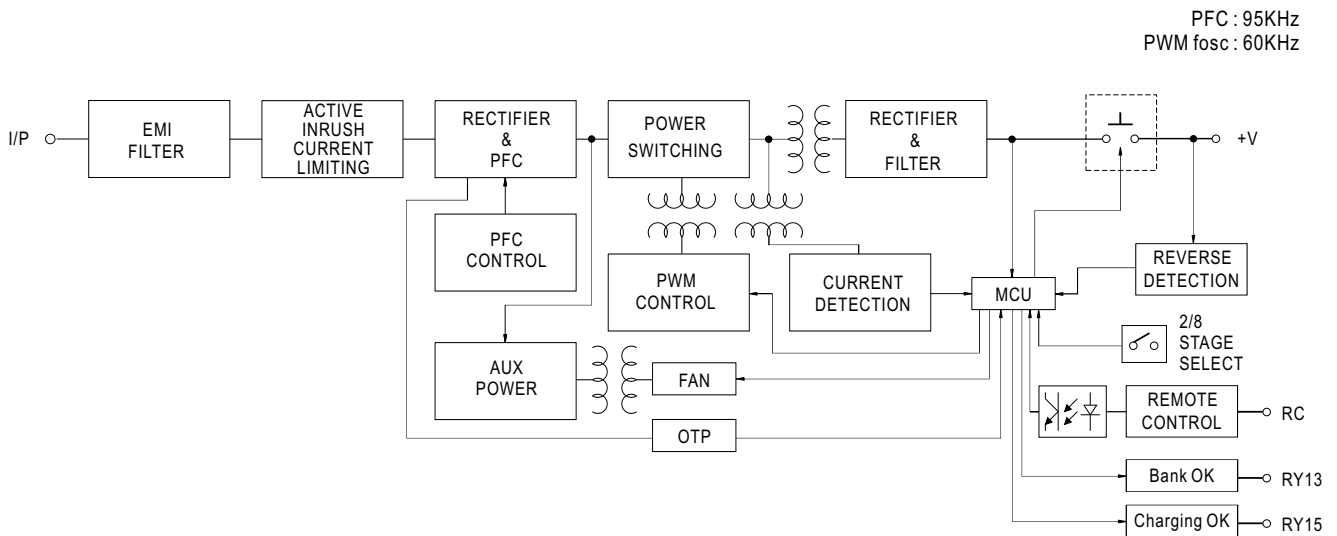 PFC : 95KHz
PWM fosc : 60KHz
I/P
EMI
FILTER
ACTIVE
INRUSH
CURRENT
LIMITING
RECTIFIER
&
PFC
POWER
SWITCHING
RECTIFIER
&
FILTER
+V
PFC
CONTROL
PWM
CONTROL
CURRENT
DETECTION
MCU
REVERSE
DETECTION
2/8
STAGE
SELECT
AUX
POWER
FAN
OTP
REMOTE
CONTROL
RC
Bank OK
RY13
Charging OK
RY15